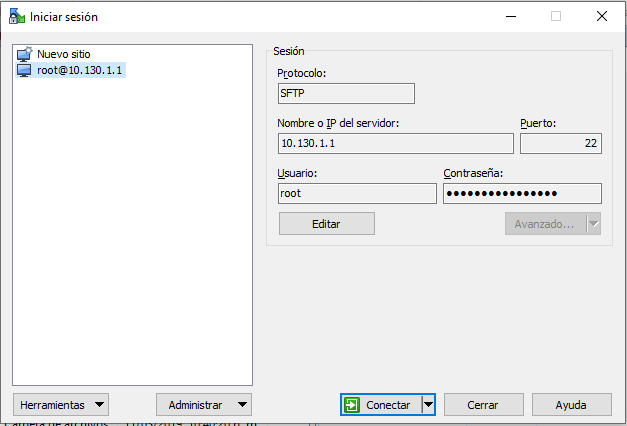 Iniciar sesión
Nuevo sitio
root@10.130.1.1
Sesión
Protocolo:
SFTP
Nombre o IP del servidor:
Puerto:
10.130.1.1
22
Usuario:
Contraseña:
root
••••••••••••••••
Editar
Avanzado...
Herramientas
Administrar
Conectar
Cerrar
Ayuda